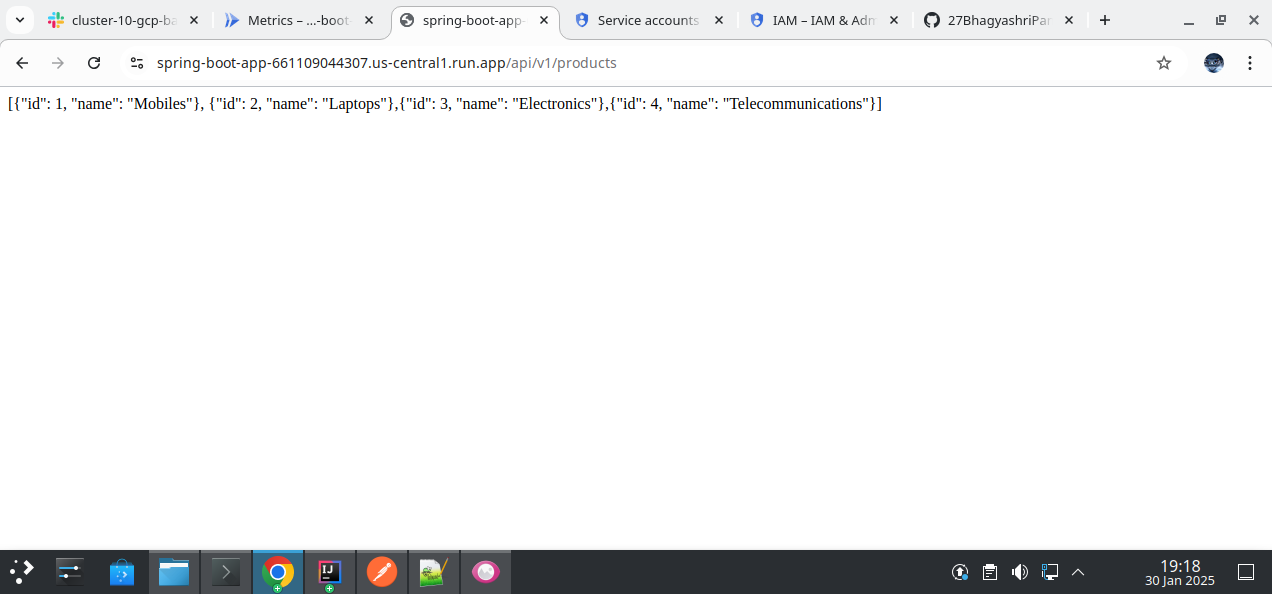 cluster-10-gcp-ba
Metrics – ...-boot-
spring-boot-app-
Service accounts
IAM – IAM & Adm
27BhagyashriPar
spring-boot-app-661109044307.us-central1.run.app/api/v1/products
[{"id": 1, "name": "Mobiles"}, {"id": 2, "name": "Laptops"},{"id": 3, "name": "Electronics"},{"id": 4, "name": "Telecommunications"}]
IJ
19:18
30 Jan 2025